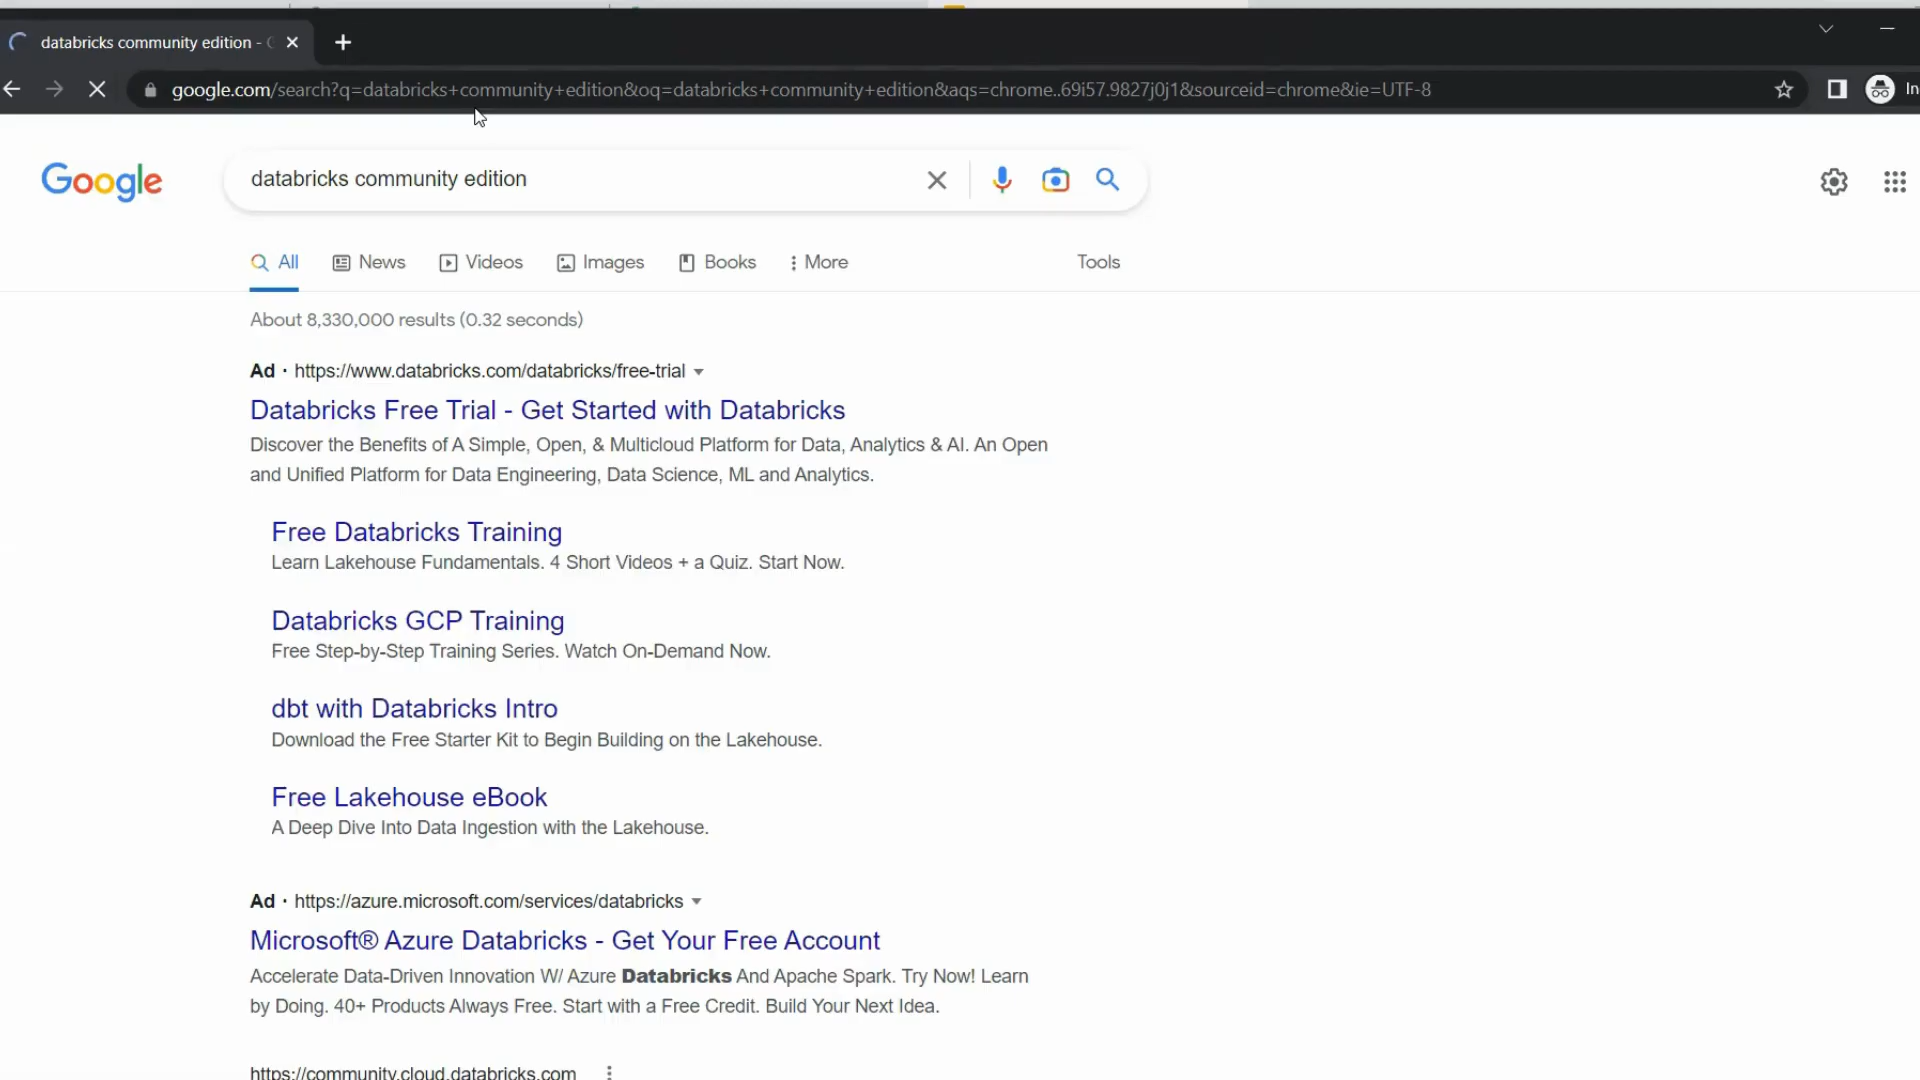 databricks community edition -
google.com/search?q=databricks+community+edition&oq=databricks+community+edition&aqs=chrome..69i57.9827j0j1&sourceid=chrome&ie=UTF-8
In
Google
databricks community edition
All
News
Videos
Images
Books
More
Tools
About 8,330,000 results (0.32 seconds)
Ad · https://www.databricks.com/databricks/free-trial
Databricks Free Trial - Get Started with Databricks
Discover the Benefits of A Simple, Open, & Multicloud Platform for Data, Analytics & AI. An Open
and Unified Platform for Data Engineering, Data Science, ML and Analytics.
Free Databricks Training
Learn Lakehouse Fundamentals. 4 Short Videos + a Quiz. Start Now.
Databricks GCP Training
Free Step-by-Step Training Series. Watch On-Demand Now.
dbt with Databricks Intro
Download the Free Starter Kit to Begin Building on the Lakehouse.
Free Lakehouse eBook
A Deep Dive Into Data Ingestion with the Lakehouse.
Ad · https://azure.microsoft.com/services/databricks
Microsoft® Azure Databricks - Get Your Free Account
Accelerate Data-Driven Innovation W/ Azure Databricks And Apache Spark. Try Now! Learn
by Doing. 40+ Products Always Free. Start with a Free Credit. Build Your Next Idea.
https://community.cloud.databricks.com